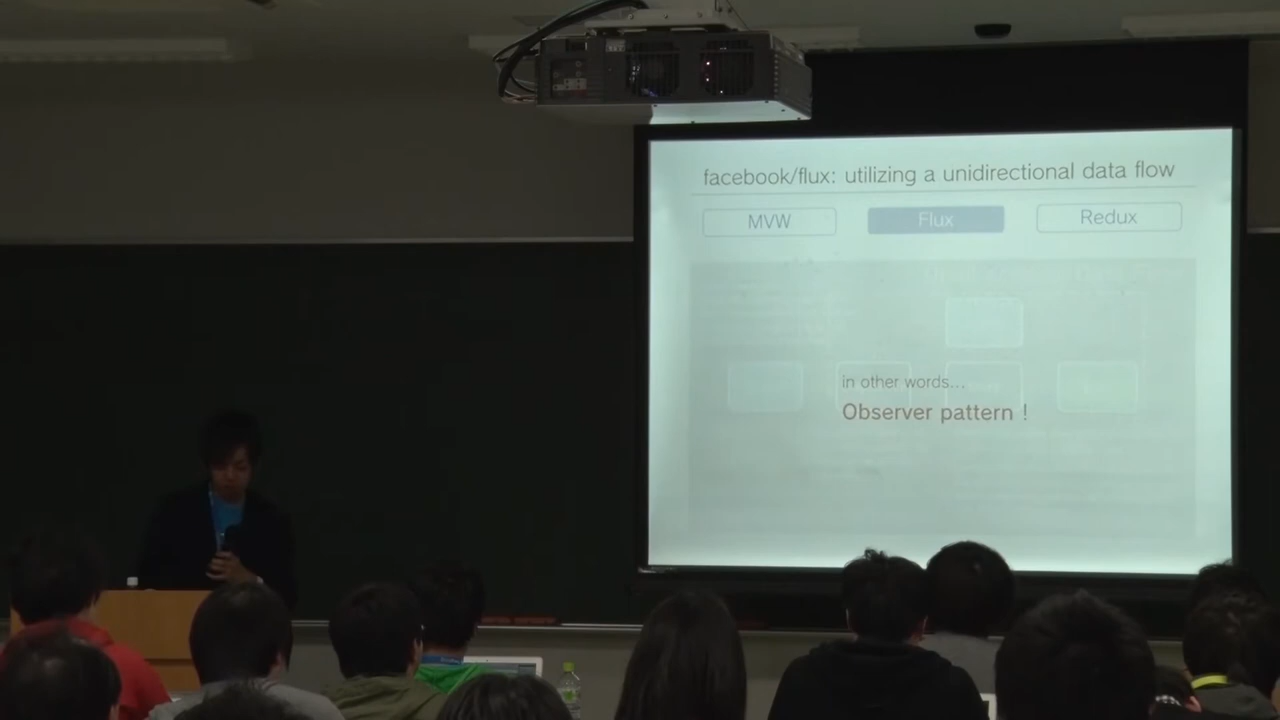 facebook/flux: utilizing a unidirectional data flow
MVW
Flux
Redux
in other words...
Observer pattern !